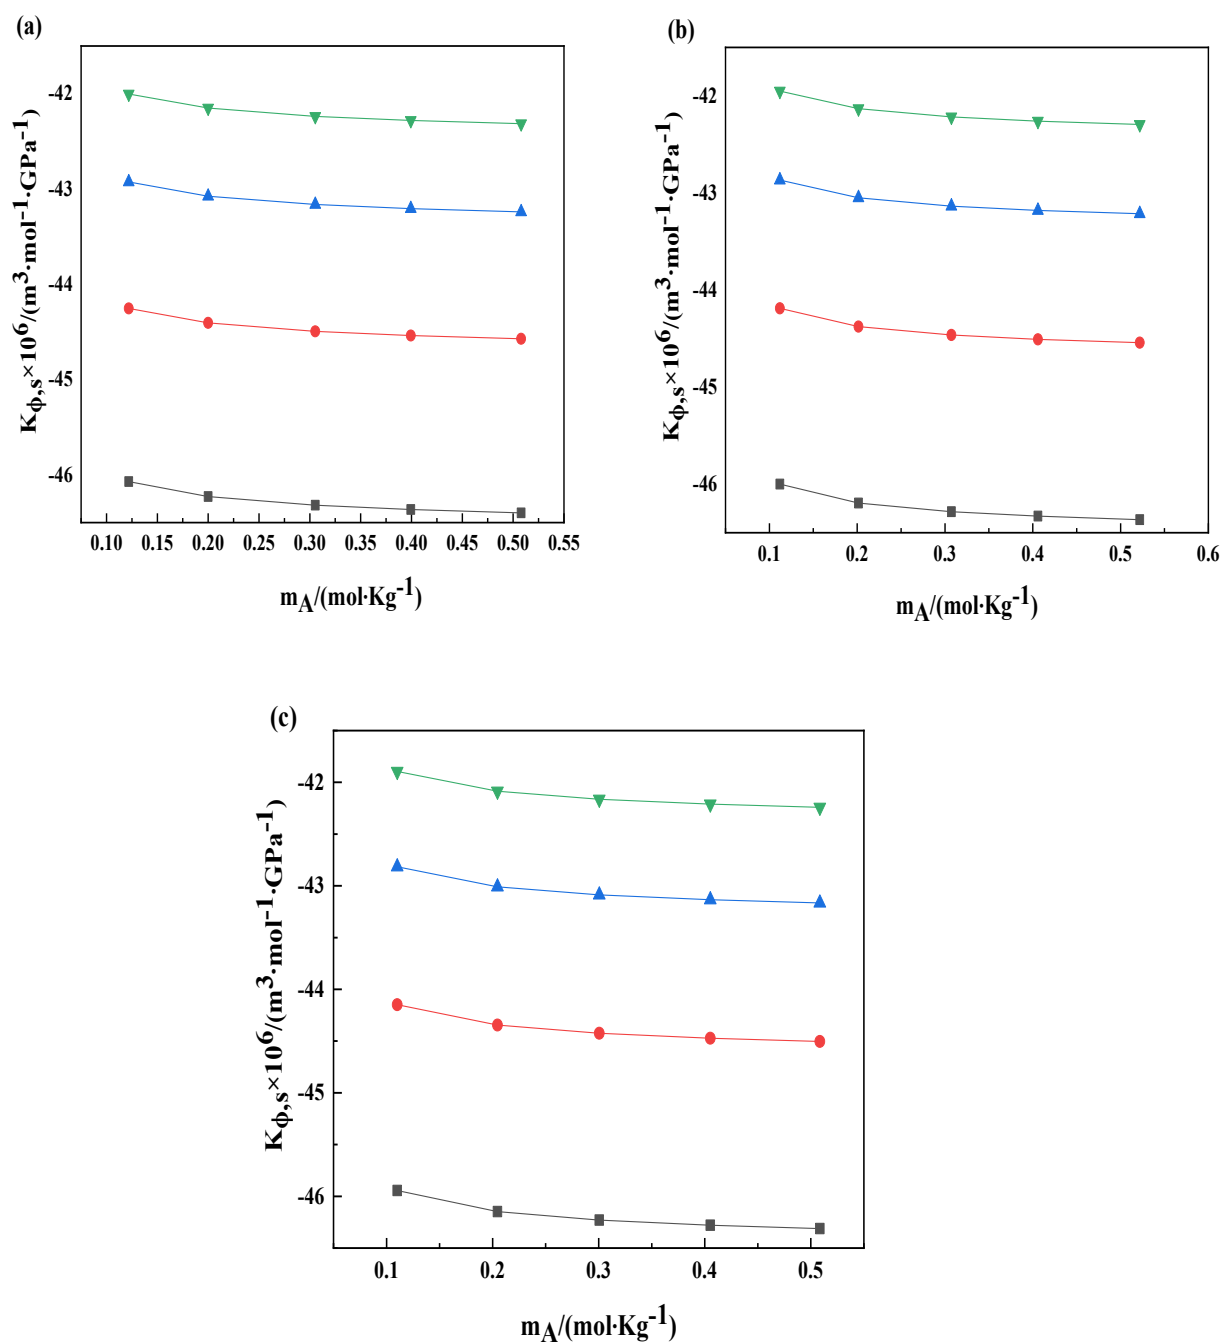 (a)
-42
-43
-44
-45
-46
Kϕ,s×10⁶/(m³·mol⁻¹·GPa⁻¹)
0.10 0.15 0.20 0.25 0.30 0.35 0.40 0.45 0.50 0.55
mA/(mol·Kg⁻¹)
(b)
-42
-43
-44
-45
-46
Kϕ,s×10⁶/(m³·mol⁻¹·GPa⁻¹)
0.1 0.2 0.3 0.4 0.5 0.6
mA/(mol·Kg⁻¹)
(c)
-42
-43
-44
-45
-46
Kϕ,s×10⁶/(m³·mol⁻¹·GPa⁻¹)
0.1 0.2 0.3 0.4 0.5
mA/(mol·Kg⁻¹)